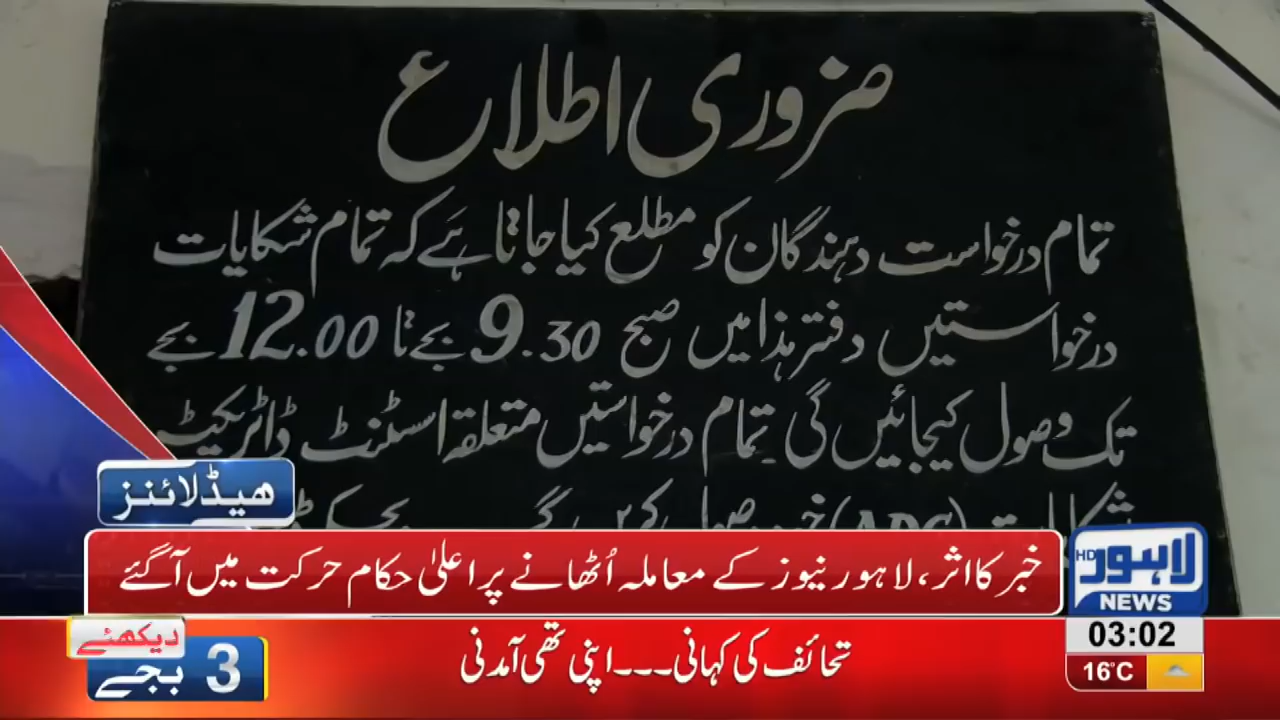 ضروری اطلاع
تمام درخواست دہندگان کو مطلع کیا جاتا ہے کہ تمام شکایات
درخواستیں دفتر ہذا میں صبح 9.30 بجے تا 12.00 بجے
تک وصول کیجائیں گی۔ تمام درخواستیں متعلقہ اسسٹنٹ ڈائریکٹر
ھیڈلائنز
خبر کا اثر، لاہور نیوز کے معاملہ اُٹھانے پر اعلیٰ حکام حرکت میں آگئے
لاہور HD
NEWS
03:02
16°C
دیکھئے
3 بجے
تحائف کی کہانی۔۔۔ اپنی تھی آمدنی